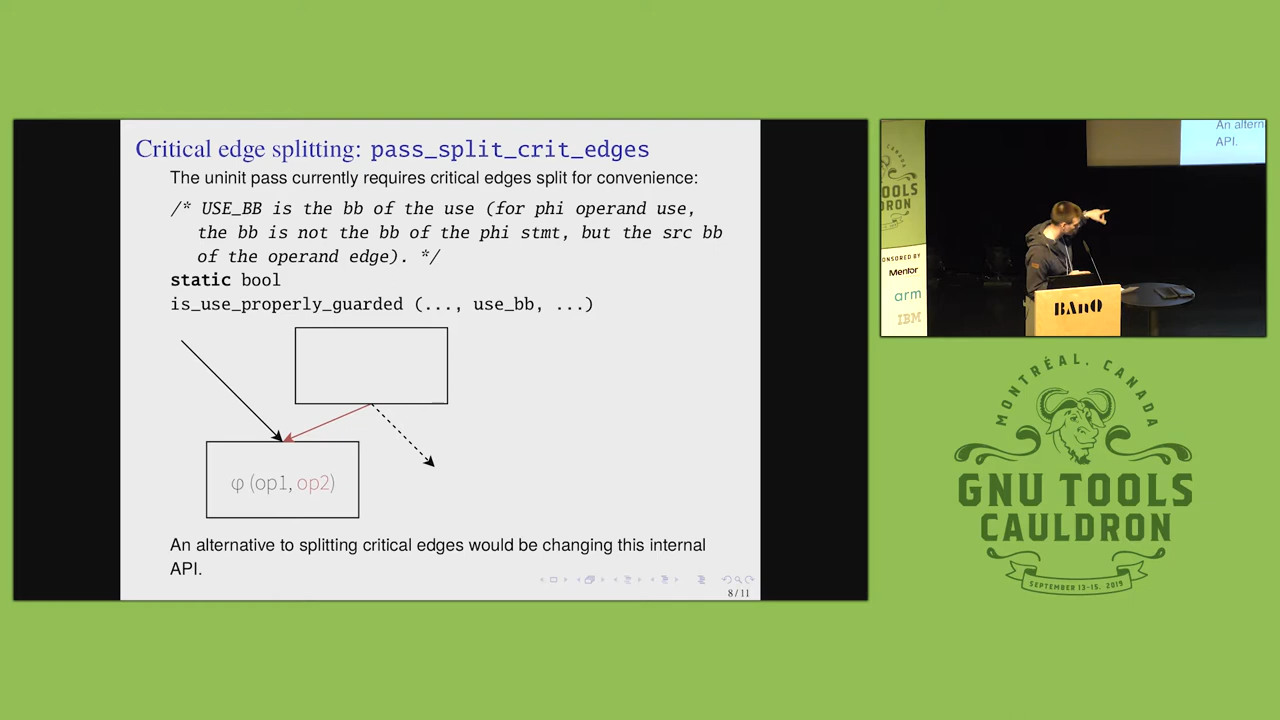 Critical edge splitting: pass_split_crit_edges
The uninit pass currently requires critical edges split for convenience:
/* USE_BB is the bb of the use (for phi operand use,
the bb is not the bb of the phi stmt, but the src bb
of the operand edge). */
static bool
is_use_properly_guarded (..., use_bb, ...)
φ (op1, op2)
An alternative to splitting critical edges would be changing this internal
API.
8/11
An altern
API.
CANADA
OOLS
DRON
ONSORED BY
Mentor
arm
IBM
BAnQ
MONTRÉAL, CANADA
GNU TOOLS
CAULDRON
SEPTEMBER 13-15, 2019